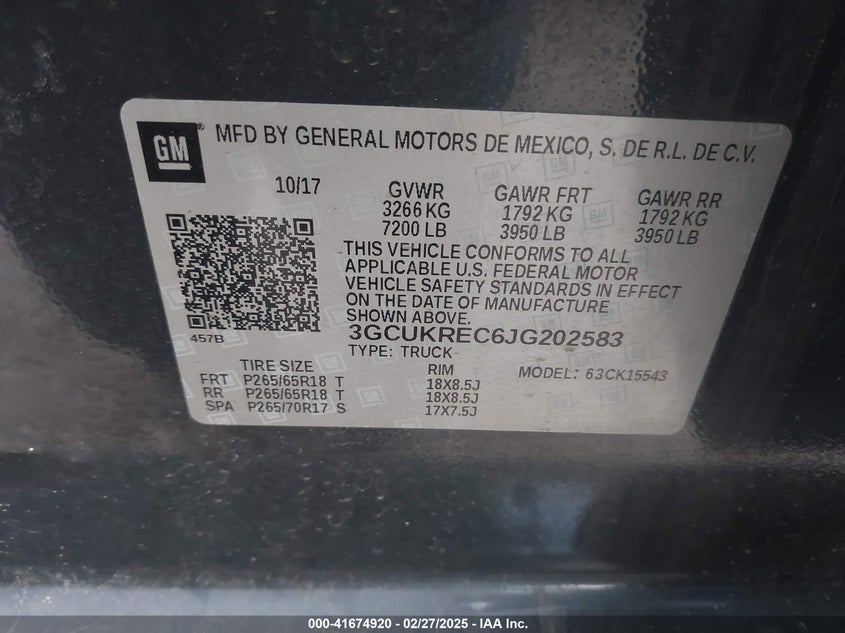 GM
MFD BY GENERAL MOTORS DE MEXICO, S. DE R.L. DE C.V.
10/17 GVWR GAWR FRT GAWR RR
3266 KG 1792 KG 1792 KG
7200 LB 3950 LB 3950 LB
THIS VEHICLE CONFORMS TO ALL
APPLICABLE U.S. FEDERAL MOTOR
VEHICLE SAFETY STANDARDS IN EFFECT
ON THE DATE OF MANUFACTURE
SHOWN ABOVE.
457B
3GCUKREC6JG202583
TYPE: TRUCK
MODEL: 63CK15543
TIRE SIZE RIM
FRT P265/65R18 T 18X8.5J
RR P265/65R18 T 18X8.5J
SPA P265/70R17 S 17X7.5J
000-41674920 — 02/27/2025 — IAA Inc.